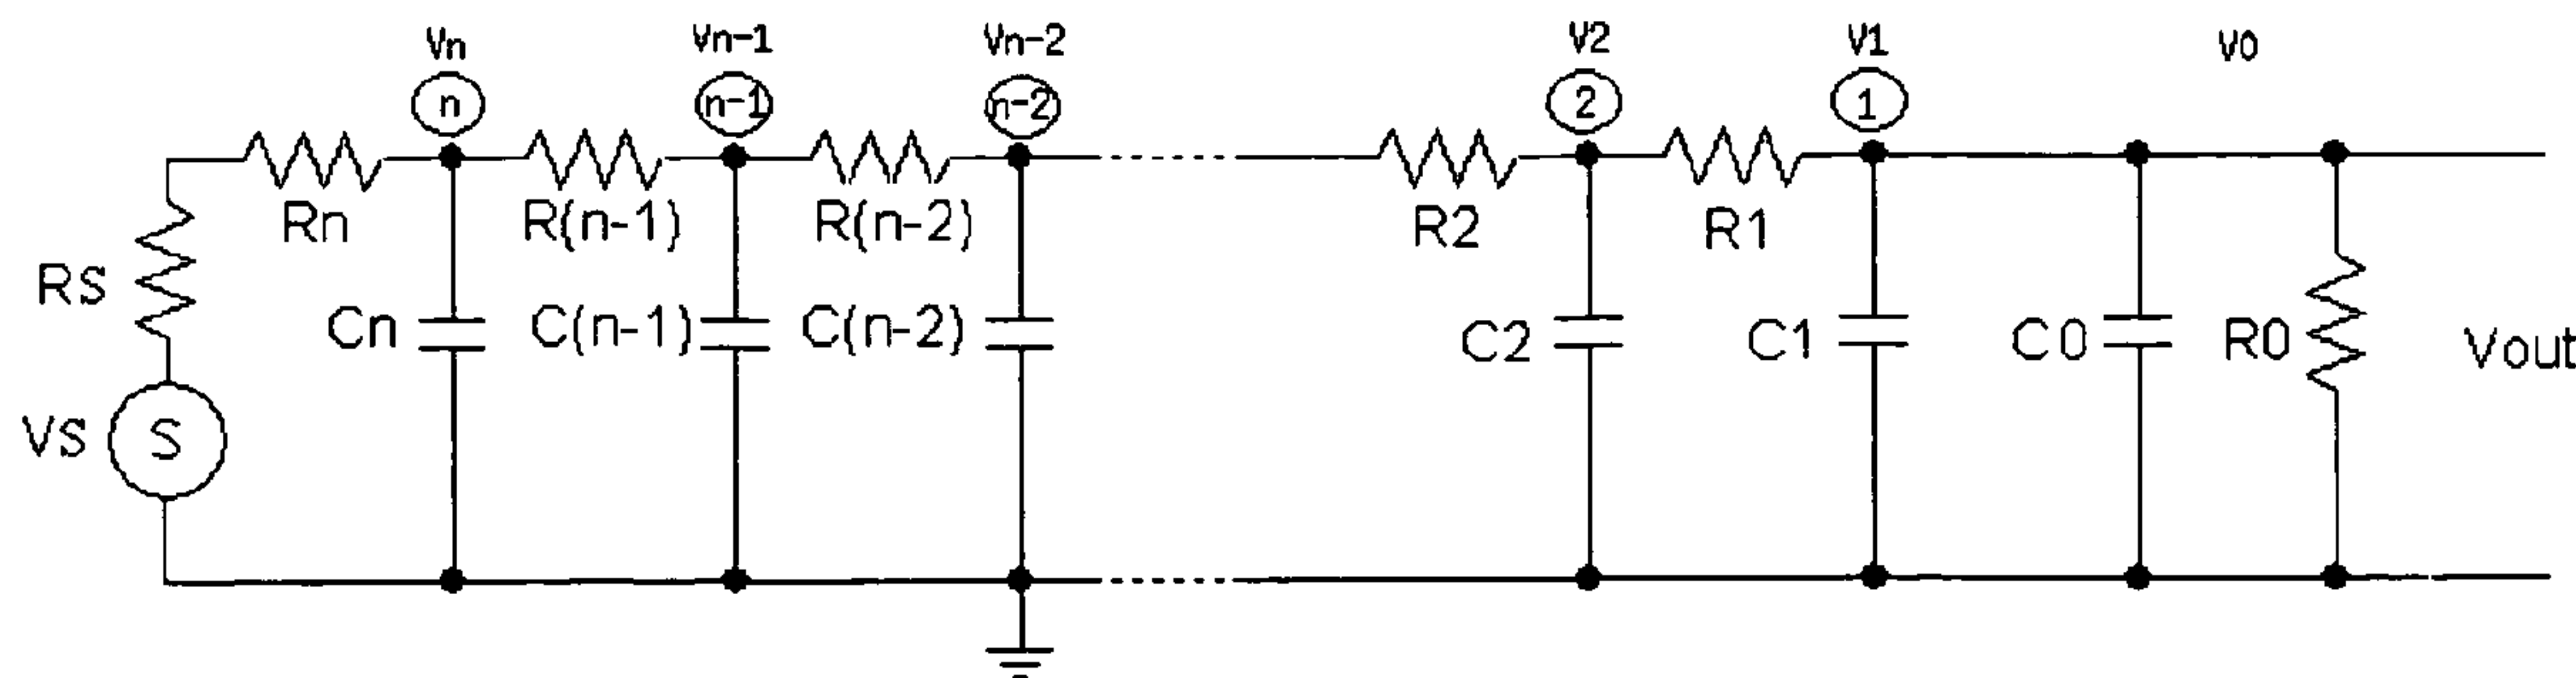 Vn Vn-1 Vn-2 V2 V1 V0
n n-1 n-2 2 1
Rn R(n-1) R(n-2) R2 R1
RS Cn C(n-1) C(n-2) C2 C1 C0 R0 Vout
VS S